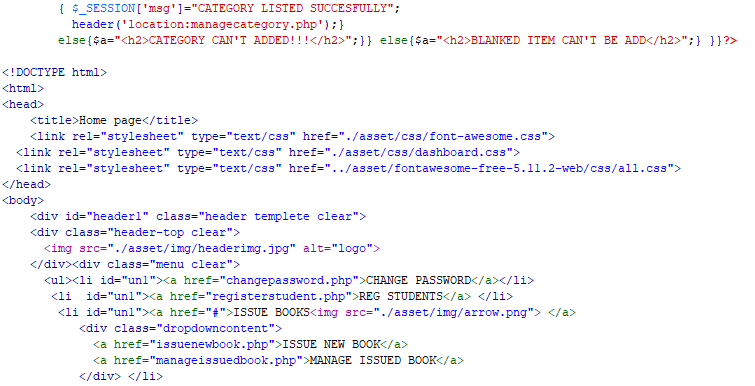 { $_SESSION['msg']="CATEGORY LISTED SUCCESFULLY";
header('location:managecategory.php');}
else{$a="<h2>CATEGORY CAN'T ADDED!!!</h2>";}} else{$a="<h2>BLANKED ITEM CAN'T BE ADD</h2>";} }}?>
<!DOCTYPE html>
<html>
<head>
<title>Home page</title>
<link rel="stylesheet" type="text/css" href="./asset/css/font-awesome.css">
<link rel="stylesheet" type="text/css" href="./asset/css/dashboard.css">
<link rel="stylesheet" type="text/css" href="../asset/fontawesome-free-5.11.2-web/css/all.css">
</head>
<body>
<div id="header1" class="header templete clear">
<div class="header-top clear">
<img src="./asset/img/headerimg.jpg" alt="logo">
</div><div class="menu clear">
<ul><li id="un1"><a href="changepassword.php">CHANGE PASSWORD</a></li>
<li  id="un1"><a href="registerstudent.php">REG STUDENTS</a> </li>
<li id="un1"><a href="#">ISSUE BOOKS<img src="./asset/img/arrow.png"> </a>
<div class="dropdowncontent">
<a href="issuenewbook.php">ISSUE NEW BOOK</a>
<a href="manageissuedbook.php">MANAGE ISSUED BOOK</a>
</div> </li>